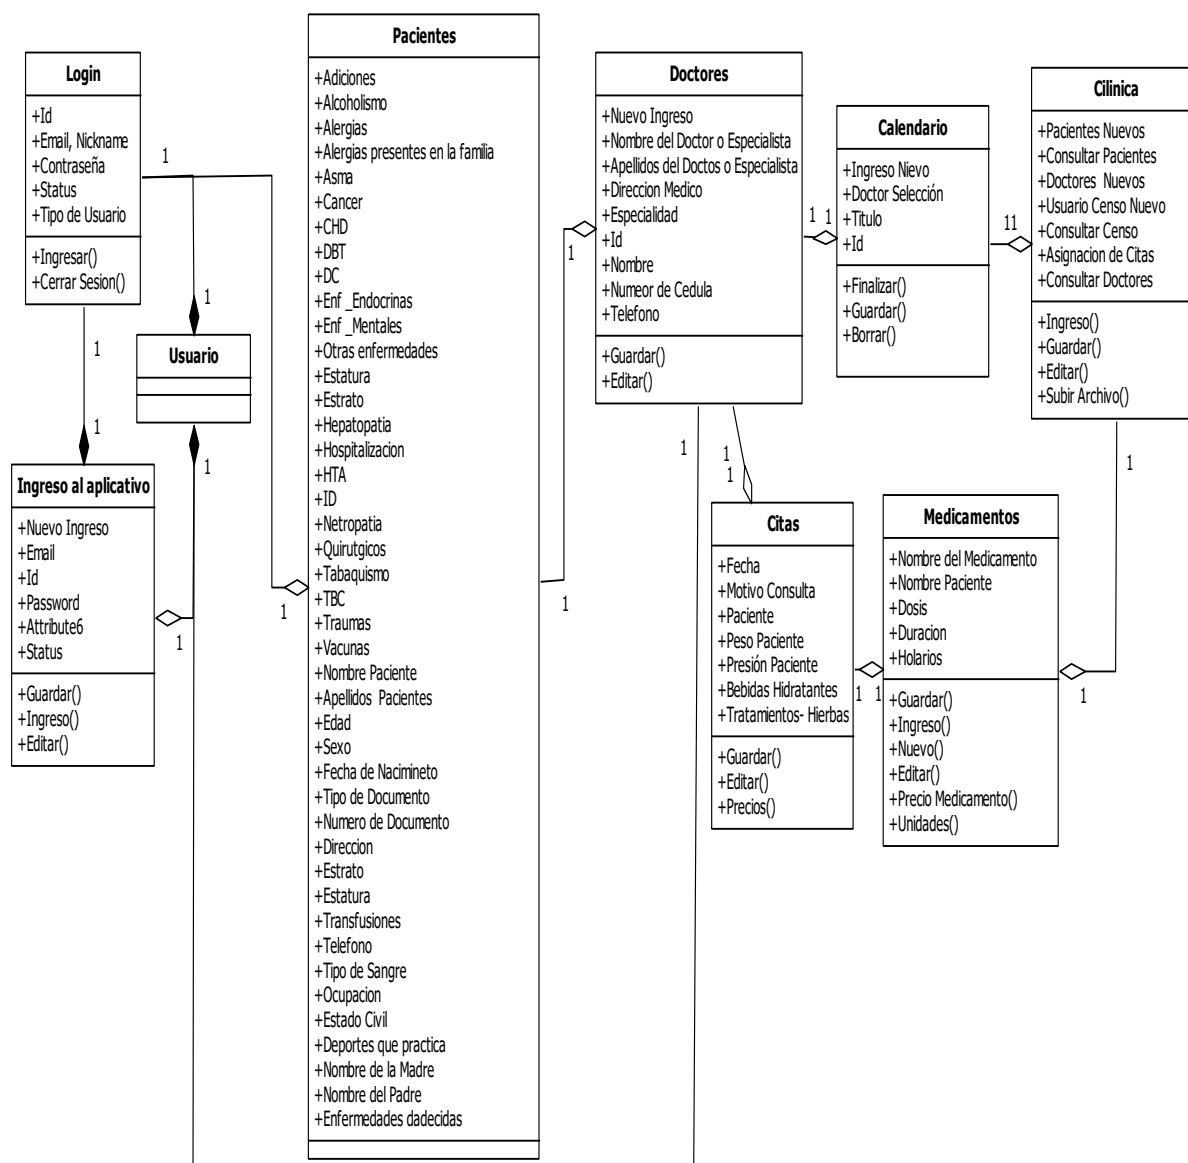 Login
+Id
+Email, Nickname
+Contraseña
+Status
+Tipo de Usuario
+Ingresar()
+Cerrar Sesion()
1
1
1
1
Usuario
1
1
Ingreso al aplicativo
+Nuevo Ingreso
+Email
+Id
+Password
+Attribute6
+Status
+Guardar()
+Ingreso()
+Editar()
Pacientes
+Adiciones
+Alcoholismo
+Alergias
+Alergias presentes en la familia
+Asma
+Cancer
+CHD
+DBT
+DC
+Enf _Endocrinas
+Enf _Mentales
+Otras enfermedades
+Estatura
+Estrato
+Hepatopatia
+Hospitalizacion
+HTA
+ID
+Netropatia
+Quirutgicos
+Tabaquismo
+TBC
+Traumas
+Vacunas
+Nombre Paciente
+Apellidos Pacientes
+Edad
+Sexo
+Fecha de Nacimineto
+Tipo de Documento
+Numero de Documento
+Direccion
+Estrato
+Estatura
+Transfusiones
+Telefono
+Tipo de Sangre
+Ocupacion
+Estado Civil
+Deportes que practica
+Nombre de la Madre
+Nombre del Padre
+Enfermedades dadecidas
1
1
1
Doctores
+Nuevo Ingreso
+Nombre del Doctor o Especialista
+Apellidos del Doctos o Especialista
+Direccion Medico
+Especialidad
+Id
+Nombre
+Numeor de Cedula
+Telefono
+Guardar()
+Editar()
1
1
1
1
1
Calendario
+Ingreso Nievo
+Doctor Selección
+Titulo
+Id
+Finalizar()
+Guardar()
+Borrar()
11
Cilinica
+Pacientes Nuevos
+Consultar Pacientes
+Doctores Nuevos
+Usuario Censo Nuevo
+Consultar Censo
+Asignacion de Citas
+Consultar Doctores
+Ingreso()
+Guardar()
+Editar()
+Subir Archivo()
1
1
Citas
+Fecha
+Motivo Consulta
+Paciente
+Peso Paciente
+Presión Paciente
+Bebidas Hidratantes
+Tratamientos- Hierbas
+Guardar()
+Editar()
+Precios()
1
1
Medicamentos
+Nombre del Medicamento
+Nombre Paciente
+Dosis
+Duracion
+Holarios
+Guardar()
+Ingreso()
+Nuevo()
+Editar()
+Precio Medicamento()
+Unidades()